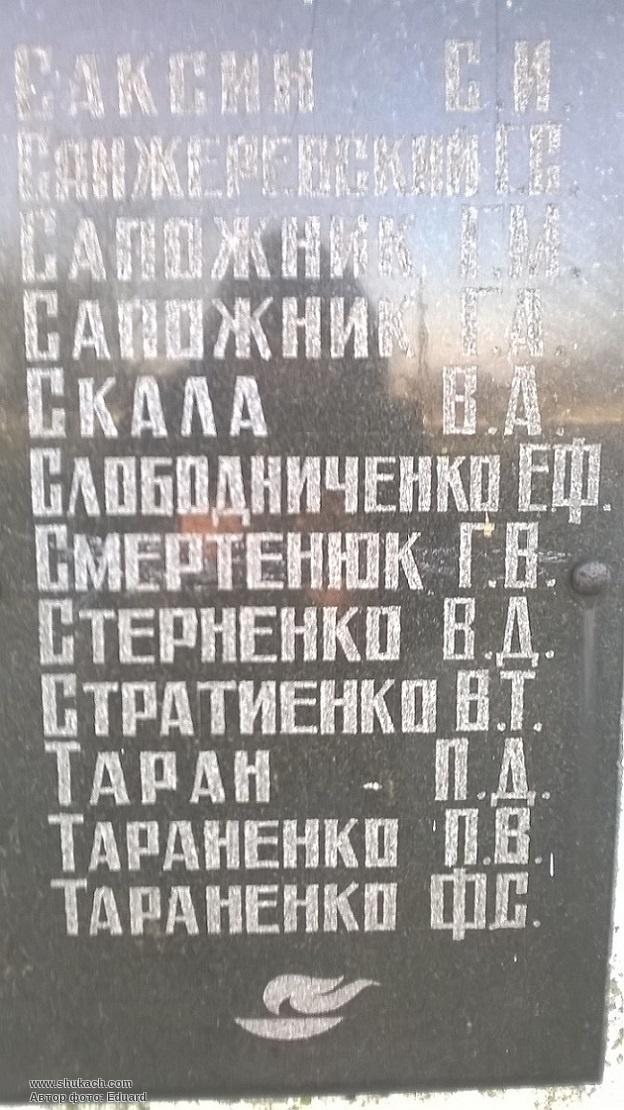 Саксин С.И.
Санжеревский Г.С.
Сапожник Г.М.
Сапожник Г.А.
Скала В.А.
Слободниченко Е.Ф.
Смертенюк Г.В.
Стерненко В.Д.
Стратиенко В.Т.
Таран П.Д.
Тараненко П.В.
Тараненко Ф.С.
www.shukach.com
Автор фото: Eduard